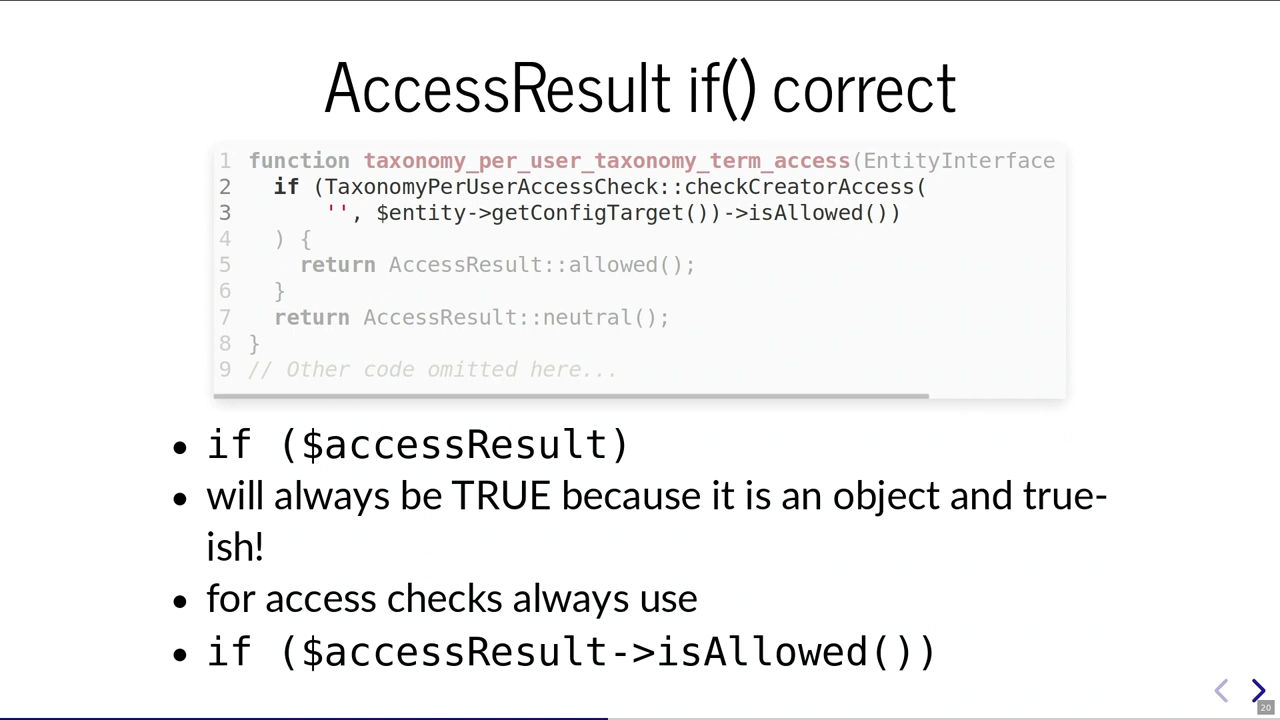 AccessResult if() correct
1 function taxonomy_per_user_taxonomy_term_access(EntityInterface
2   if (TaxonomyPerUserAccessCheck::checkCreatorAccess(
3       '', $entity->getConfigTarget())->isAllowed())
4   ) {
5     return AccessResult::allowed();
6   }
7   return AccessResult::neutral();
8 }
9 // Other code omitted here...
• if ($accessResult)
• will always be TRUE because it is an object and true-
ish!
• for access checks always use
• if ($accessResult->isAllowed())
20